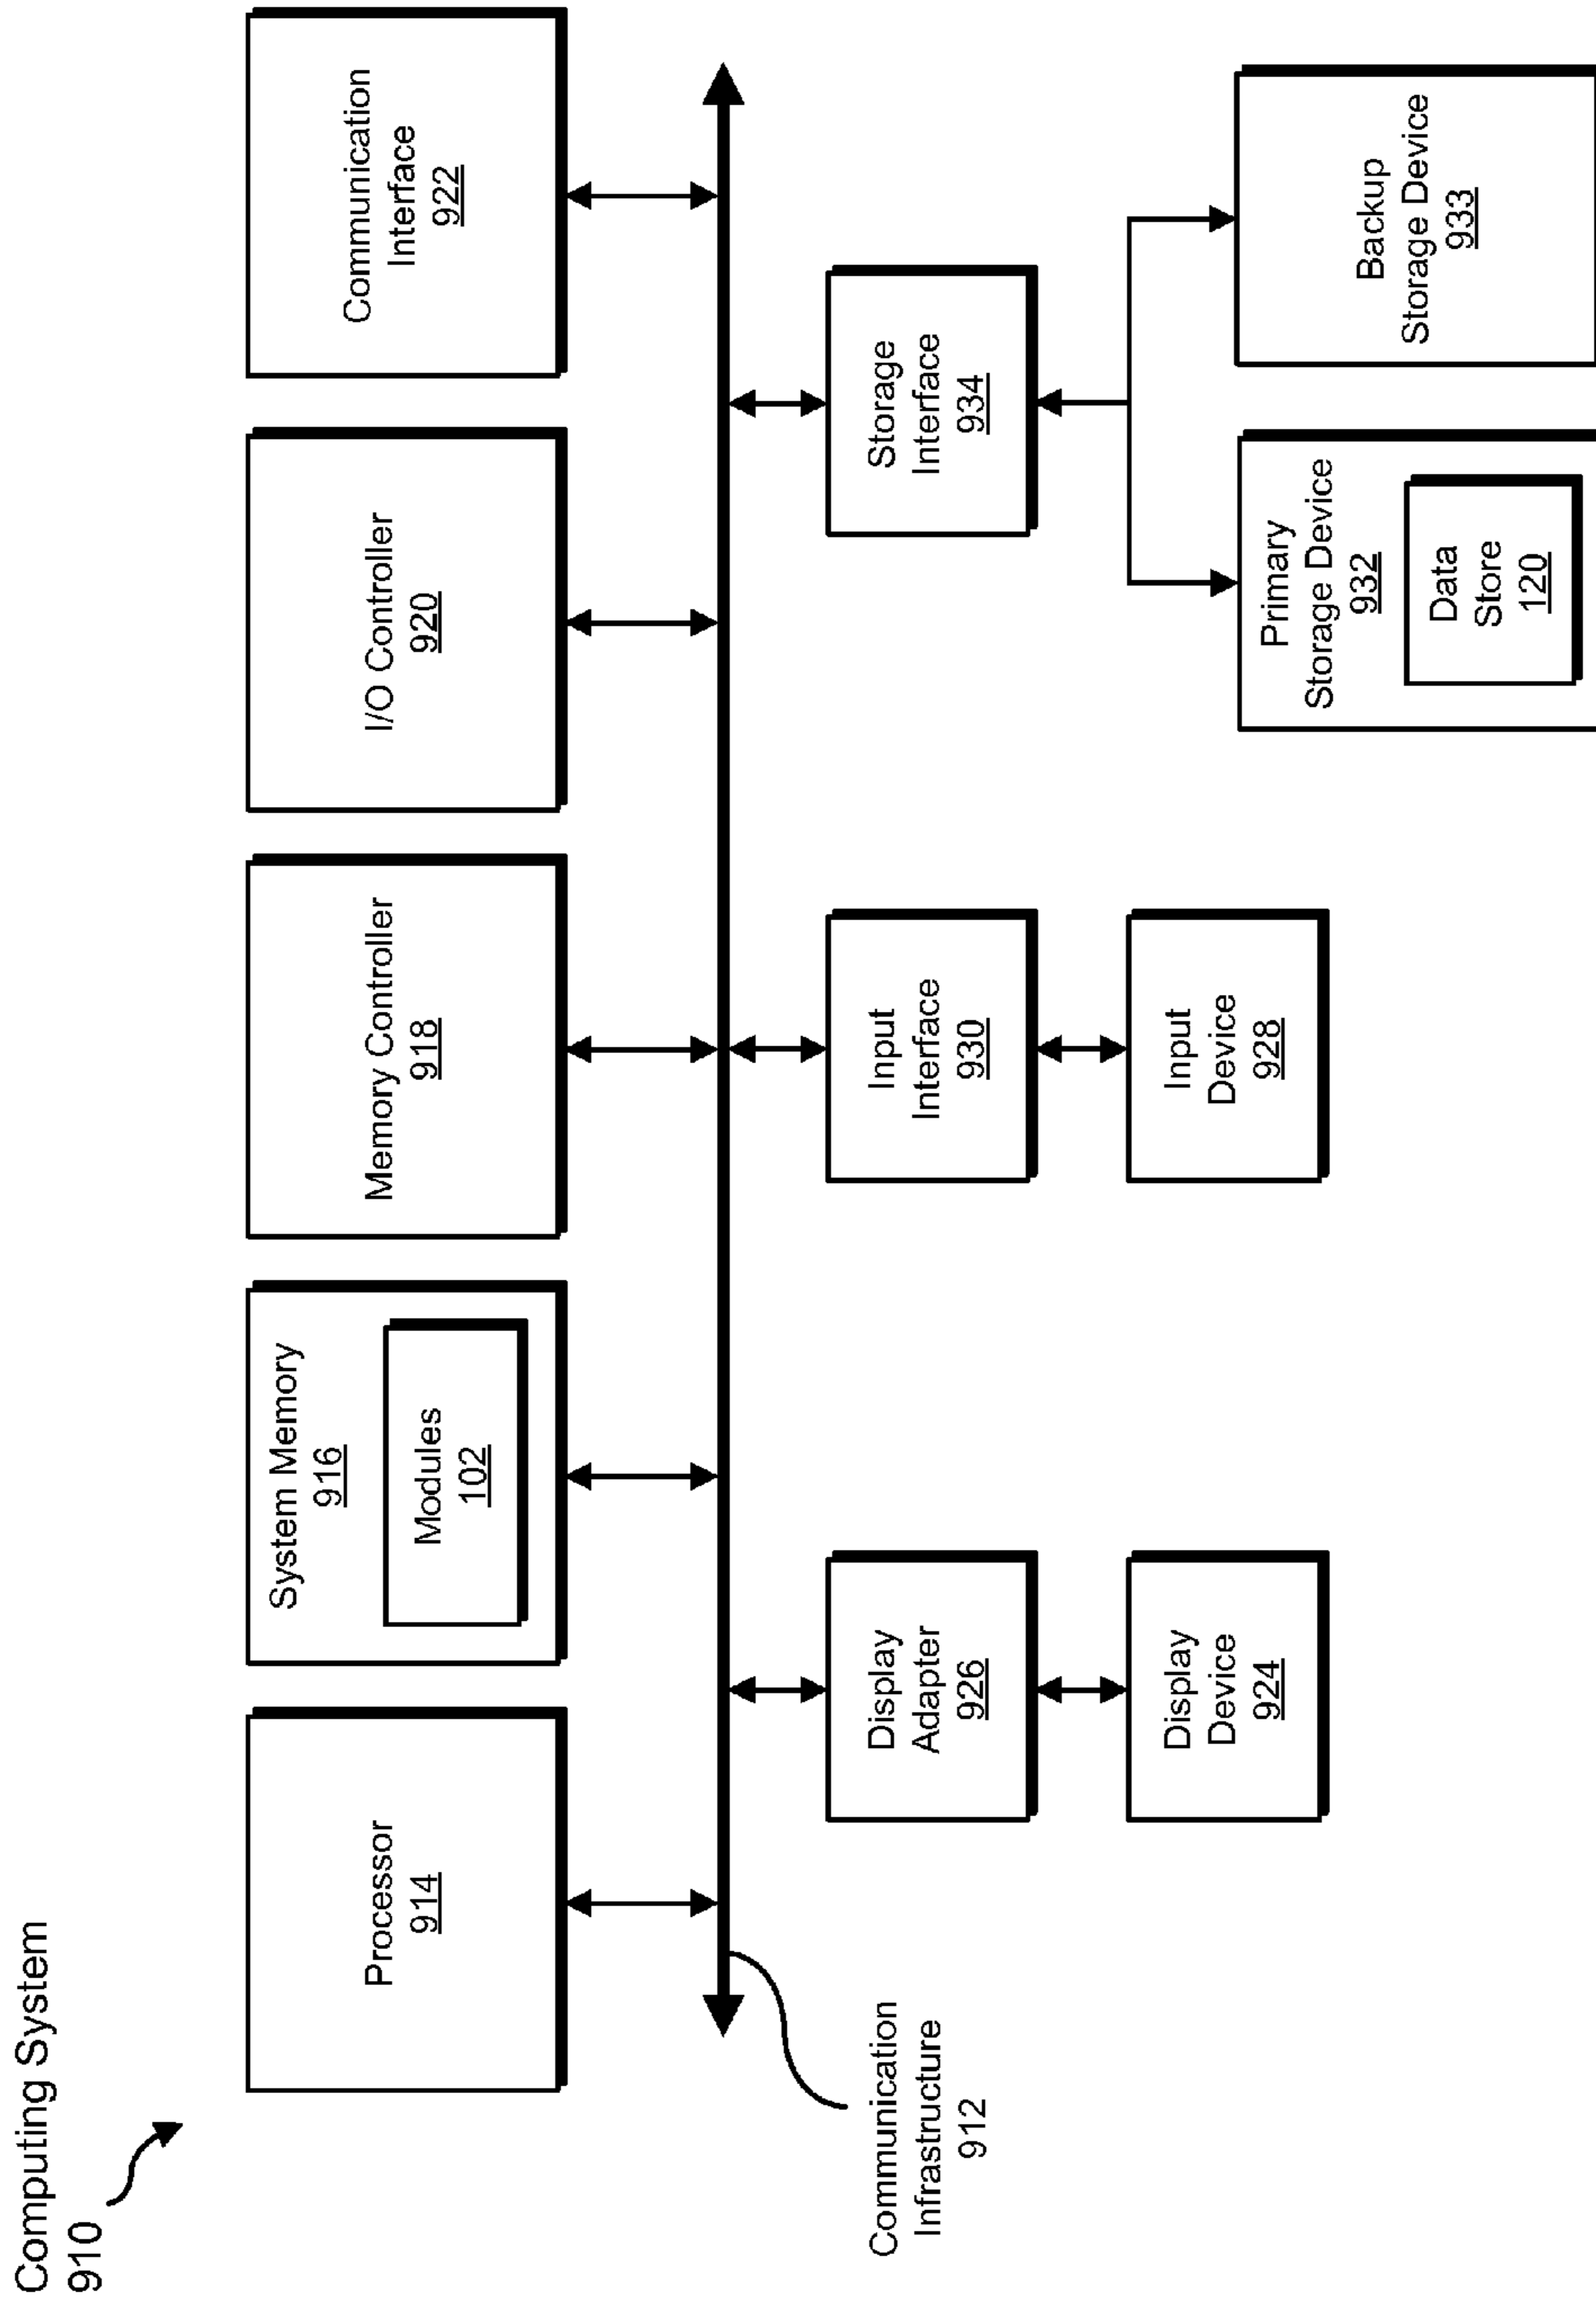 Computing System
910
Processor
914
System Memory
916
Modules
102
Memory Controller
918
I/O Controller
920
Communication
Interface
922
Communication
Infrastructure
912
Display
Adapter
926
Input
Interface
930
Storage
Interface
934
Display
Device
924
Input
Device
928
Primary
Storage Device
932
Data
Store
120
Backup
Storage Device
933